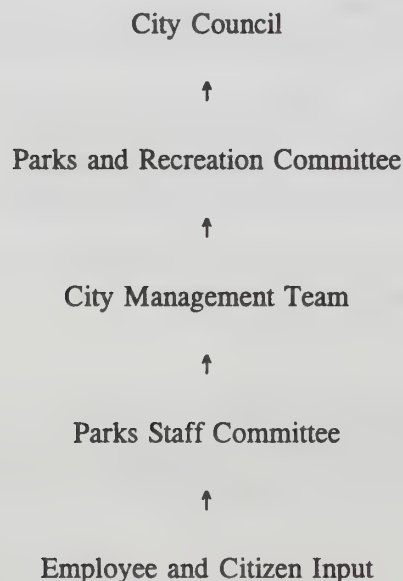 City Council
↑
Parks and Recreation Committee
↑
City Management Team
↑
Parks Staff Committee
↑
Employee and Citizen Input